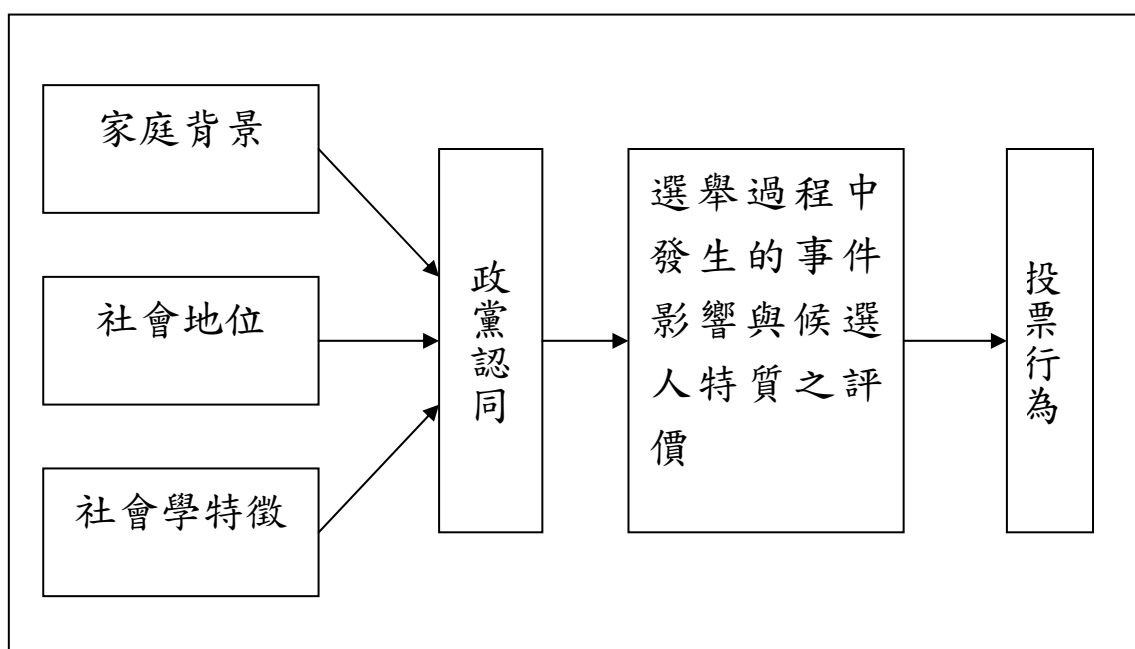 家庭背景
社會地位
社會學特徵
政黨認同
選舉過程中
發生的事件
影響與候選
人特質之評
價
投票行為